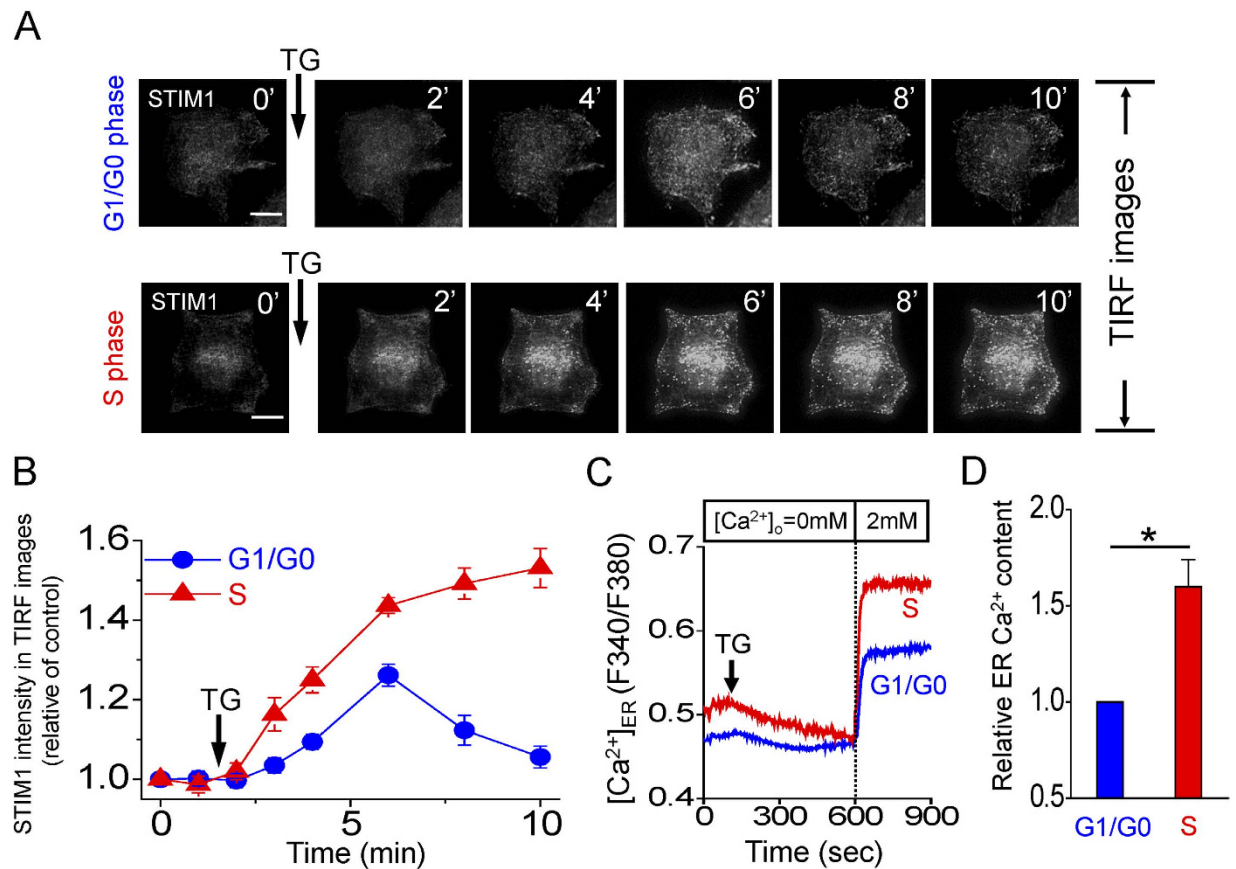 A
TG
G1/G0 phase
STIM1 0’ 2’ 4’ 6’ 8’ 10’
TG
S phase
STIM1 0’ 2’ 4’ 6’ 8’ 10’
TIRF images
B
STIM1 intensity in TIRF images
(relative of control)
1.6
1.4
1.2
1.0
G1/G0
S
TG
0 5 10
Time (min)
C
[Ca²⁺]ₒ=0mM 2mM
[Ca²⁺]ER (F340/F380)
0.7
0.6
0.5
0.4
TG
S
G1/G0
0 300 600 900
Time (sec)
D
Relative ER Ca²⁺ content
2.0
1.5
1.0
0.5
*
G1/G0 S